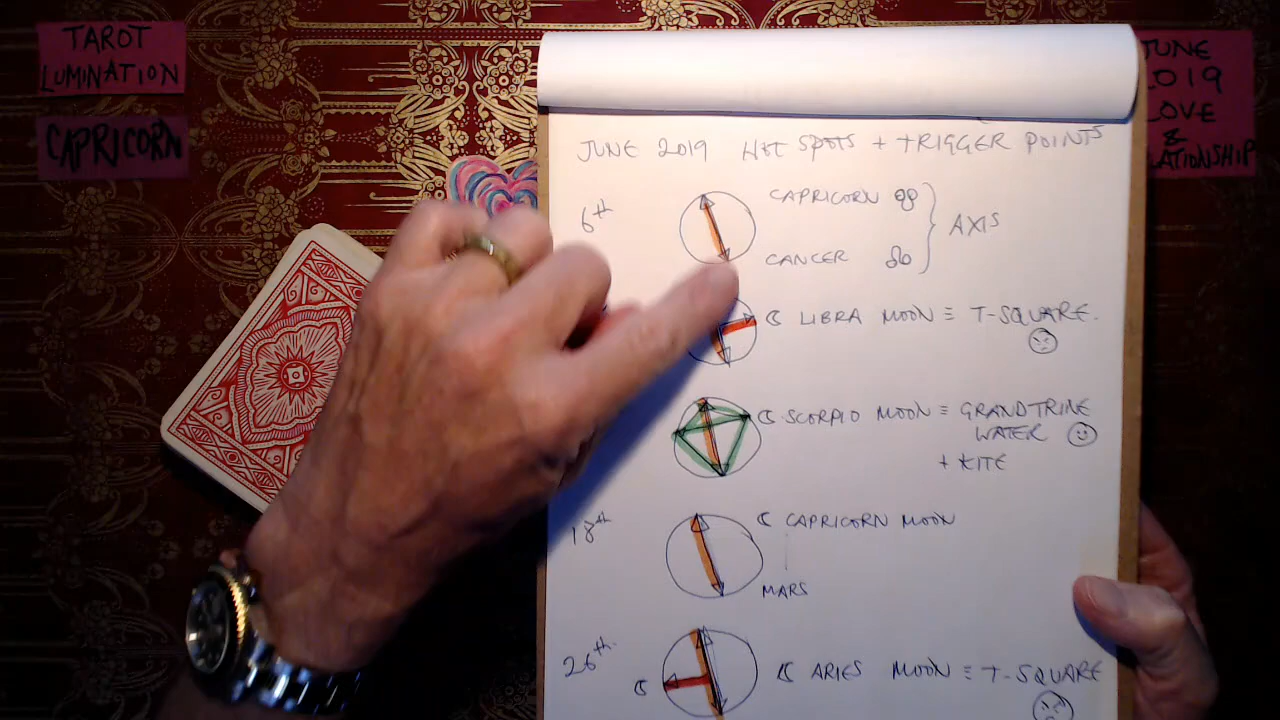 TAROT
LUMINATION
CAPRICORN
JUNE
2019
LOVE
&
RELATIONSHIP
JUNE 2019 HOT SPOTS + TRIGGER POINTS
6th
CAPRICORN ☋
CANCER ☊
AXIS
☾ LIBRA MOON ≡ T-SQUARE.
☾ SCORPIO MOON ≡ GRAND TRINE
WATER ☺
+ KITE
18th
☾ CAPRICORN MOON
MARS
26th.
☾
☾ ARIES MOON ≡ T-SQUARE